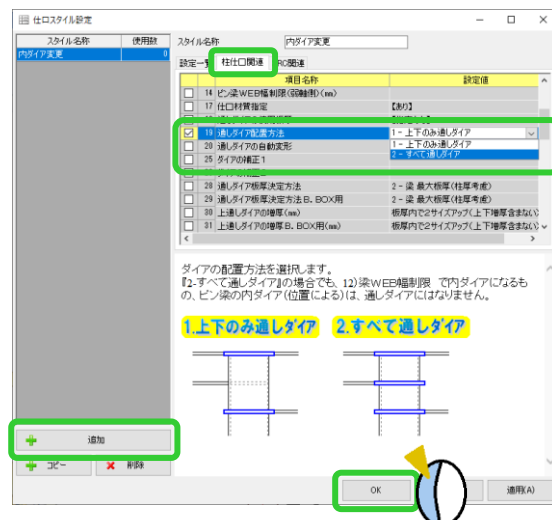 仕口スタイル設定
スタイル名称 使用数
内ダイア変更 0
スタイル名称 内ダイア変更
設定一 柱仕口関連 RC関連
項目名称 設定値
14 ピン梁WEB幅制限(弱軸側)(mm)
17 仕口材質指定 【あり】
19 通しダイア配置方法 1 - 上下のみ通しダイア
20 通しダイアの自動変形 1 - 上下のみ通しダイア
2 - すべて通しダイア
25 ダイアの補正1
28 通しダイア板厚決定方法 2 - 梁 最大板厚(柱厚考慮)
29 通しダイア板厚決定方法B.BOX用 2 - 梁 最大板厚(柱厚考慮)
30 上通しダイアの増厚(mm) 板厚内で2サイズアップ(上下増厚含まない)
31 上通しダイアの増厚B.BOX用(mm) 板厚内で2サイズアップ(上下増厚含まない)
ダイアの配置方法を選択します。
『2-すべて通しダイア』の場合でも、12)梁WEB幅制限 で内ダイアになるも
の、ピン梁の内ダイア(位置による)は、通しダイアにはなりません。
1.上下のみ通しダイア 2.すべて通しダイア
追加
コピー 削除
OK 適用(A)